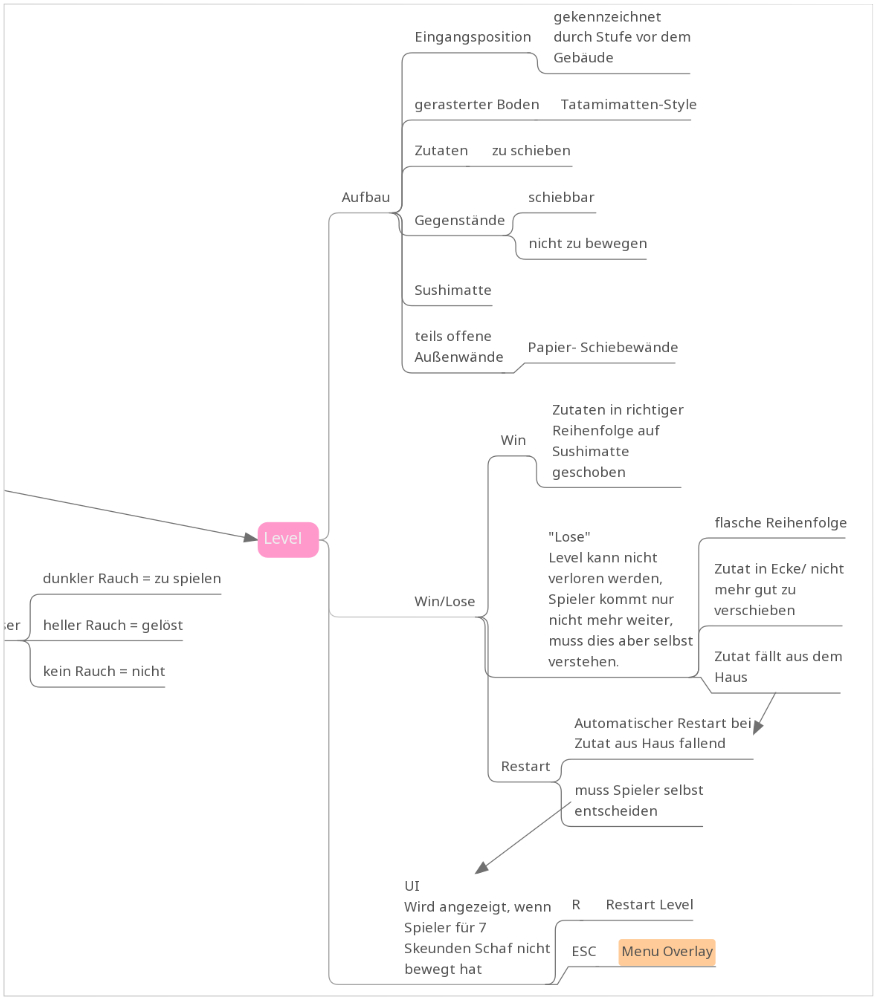 gekennzeichnet
durch Stufe vor dem
Gebäude
Eingangsposition
gerasterter Boden
Tatamimatten-Style
Zutaten
zu schieben
Aufbau
schiebbar
Gegenstände
nicht zu bewegen
Sushimatte
teils offene
Außenwände
Papier- Schiebewände
Zutaten in richtiger
Reihenfolge auf
Sushimatte
geschoben
Win
flasche Reihenfolge
"Lose"
Level kann nicht
verloren werden,
Spieler kommt nur
nicht mehr weiter,
muss dies aber selbst
verstehen.
Level
Zutat in Ecke/ nicht
mehr gut zu
verschieben
dunkler Rauch = zu spielen
Win/Lose
ser
heller Rauch = gelöst
Zutat fällt aus dem
Haus
kein Rauch = nicht
Automatischer Restart bei
Zutat aus Haus fallend
Restart
muss Spieler selbst
entscheiden
UI
Wird angezeigt, wenn
Spieler für 7
Skeunden Schaf nicht
bewegt hat
R
Restart Level
ESC
Menu Overlay